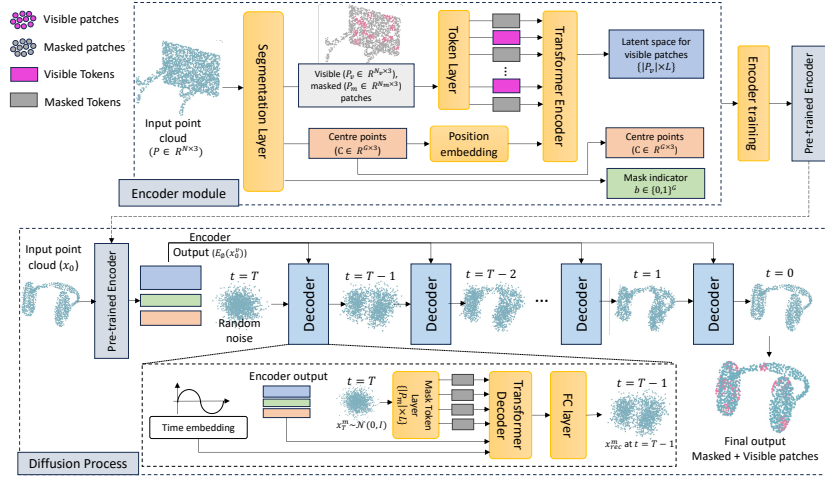 Visible patches
Masked patches
Visible Tokens
Masked Tokens
Input point
cloud
(P ∈ R^{N×3})
Segmentation Layer
Visible (P_v ∈ R^{N_v×3}),
masked (P_m ∈ R^{N_m×3})
patches
Token Layer
Transformer Encoder
Latent space for
visible patches
{|P_v|×L}
Centre points
(C ∈ R^{G×3})
Position
embedding
Centre points
(C ∈ R^{G×3})
Mask indicator
b ∈ {0,1}^G
Encoder training
Pre-trained Encoder
Encoder module
Input point
cloud (x_0)
Pre-trained Encoder
Encoder
Output (E_ø(x_0^v))
t = T
Random
noise
Decoder
t = T − 1
Decoder
t = T − 2
...
Decoder
t = 1
Decoder
t = 0
Time embedding
Encoder output
t = T
x_T^m~𝒩(0, I)
Mask Token
Layer
{|P_m|×L}
Transformer
Decoder
FC layer
t = T − 1
x_{rec}^m at t = T − 1
Final output
Masked + Visible patches
Diffusion Process